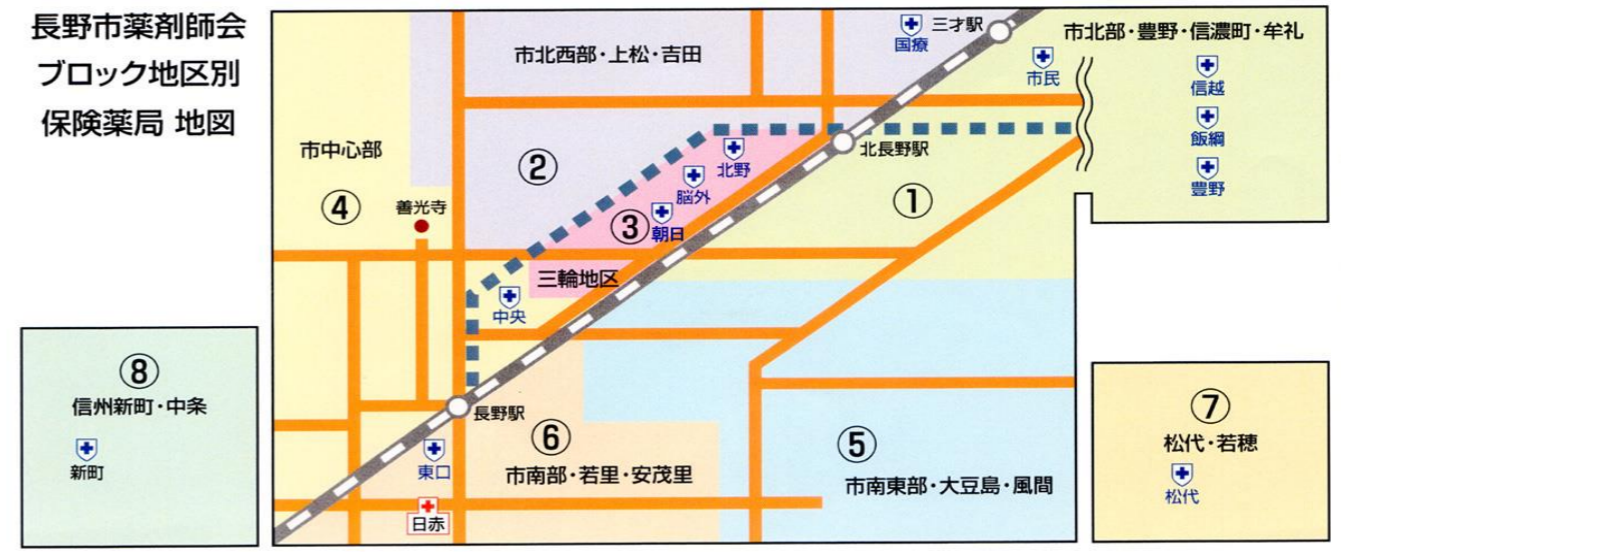 長野市薬剤師会
ブロック地区別
保険薬局 地図
市北西部・上松・吉田
国療
三才駅
市民
市北部・豊野・信濃町・牟礼
信越
飯綱
豊野
市中心部
④
善光寺
②
北野
脳外
③
朝日
三輪地区
北長野駅
①
中央
長野駅
東口
日赤
⑥
市南部・若里・安茂里
⑤
市南東部・大豆島・風間
⑧
信州新町・中条
新町
⑦
松代・若穂
松代